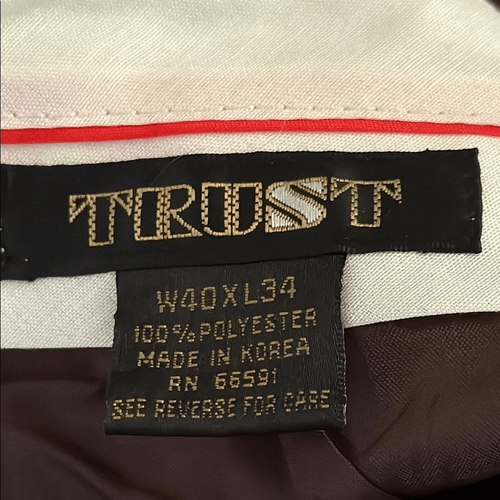 TRUST
W40XL34
100% POLYESTER
MADE IN KOREA
RN 66591
SEE REVERSE FOR CARE